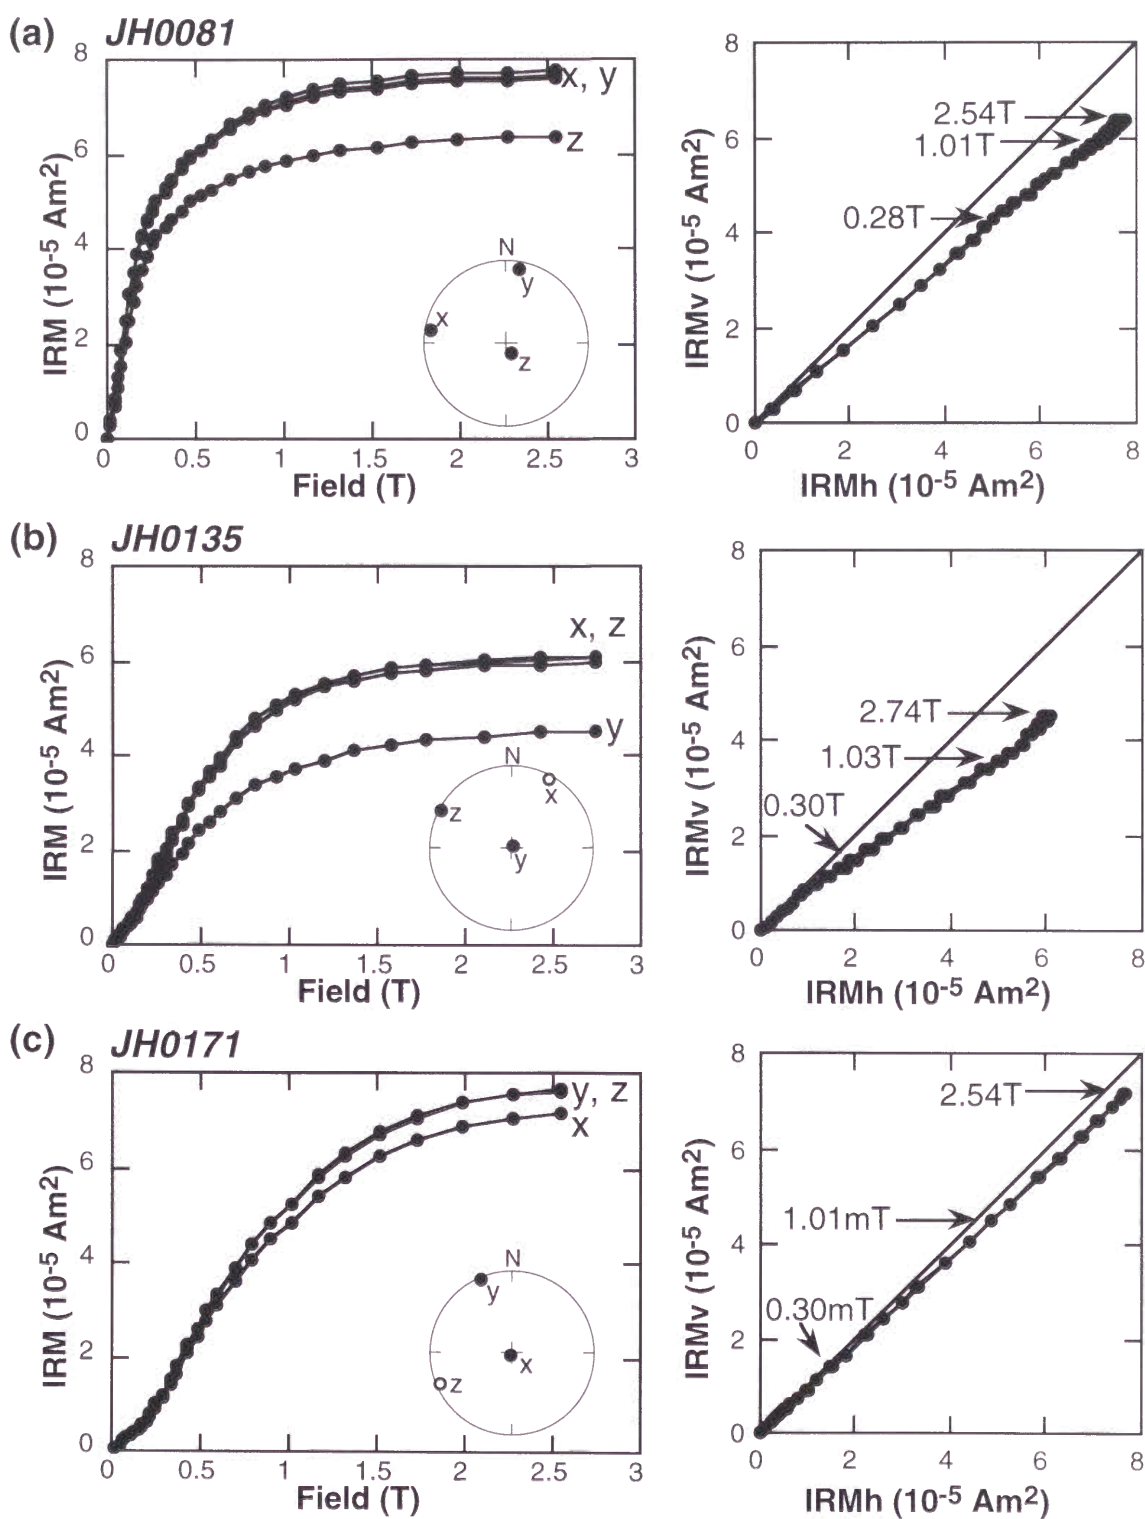 (a) JH0081
8
6
4
2
0
IRM (10-5 Am2)
x, y
z
N
y
x
z
0 0.5 1 1.5 2 2.5 3
Field (T)
8
6
4
2
0
IRMv (10-5 Am2)
2.54T
1.01T
0.28T
0 2 4 6 8
IRMh (10-5 Am2)
(b) JH0135
8
6
4
2
0
IRM (10-5 Am2)
x, z
y
N
x
z
y
0 0.5 1 1.5 2 2.5 3
Field (T)
8
6
4
2
0
IRMv (10-5 Am2)
2.74T
1.03T
0.30T
0 2 4 6 8
IRMh (10-5 Am2)
(c) JH0171
8
6
4
2
0
IRM (10-5 Am2)
y, z
x
N
y
x
z
0 0.5 1 1.5 2 2.5 3
Field (T)
8
6
4
2
0
IRMv (10-5 Am2)
2.54T
1.01mT
0.30mT
0 2 4 6 8
IRMh (10-5 Am2)